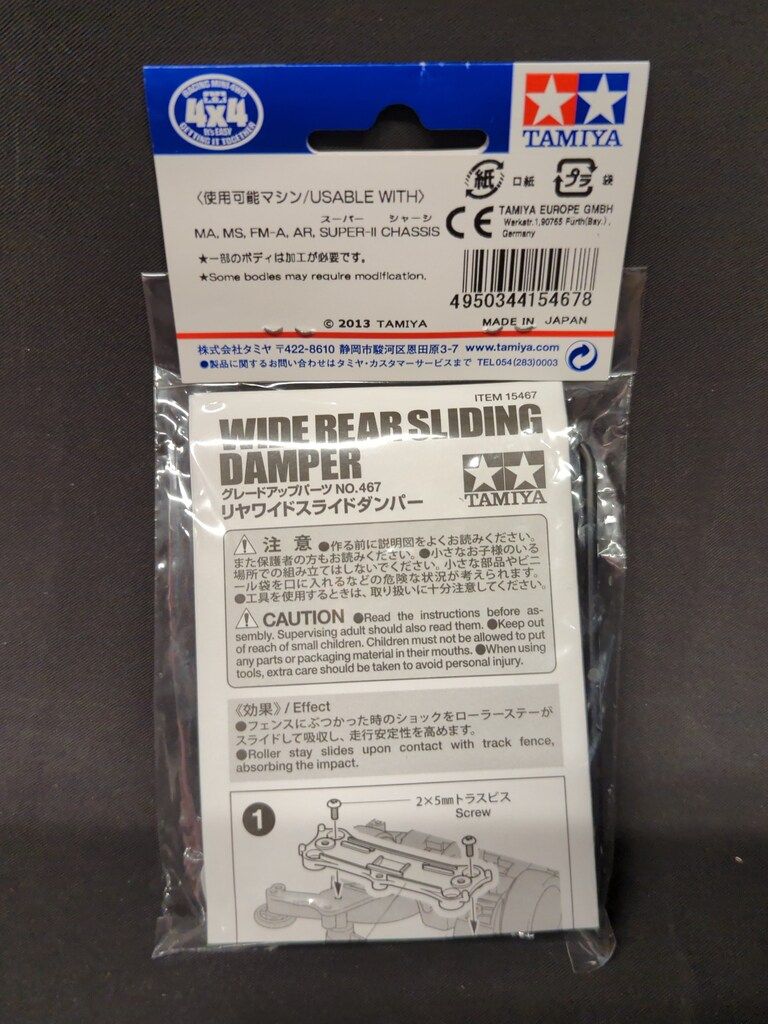 RACING MINI 4WD
4x4
It's EASY
GETTING IT TOGETHER
TAMIYA
紙 口紙 プラ 袋
〈使用可能マシン/USABLE WITH〉
スーパー シャーシ
MA, MS, FM-A, AR, SUPER-II CHASSIS
★一部のボディは加工が必要です。
★Some bodies may require modification.
CE TAMIYA EUROPE GMBH
Werkstr.1,90765 Fürth(Bay.),
Germany
4950344154678
© 2013 TAMIYA MADE IN JAPAN
株式会社タミヤ 〒422-8610 静岡市駿河区恩田原3-7 www.tamiya.com
●製品に関するお問い合わせはタミヤ・カスタマーサービスまで TEL054(283)0003
ITEM 15467
WIDE REAR SLIDING
DAMPER
グレードアップパーツ NO.467
リヤワイドスライドダンパー
TAMIYA
注 意 ●作る前に説明図をよくお読みください。
また保護者の方もお読みください。●小さなお子様のいる
場所での組み立てはしないでください。小さな部品やビニ
ール袋を口に入れるなどの危険な状況が考えられます。
●工具を使用するときは、取り扱いに十分注意してください。
CAUTION ●Read the instructions before as-
sembly. Supervising adult should also read them. ●Keep out
of reach of small children. Children must not be allowed to put
any parts or packaging material in their mouths. ●When using
tools, extra care should be taken to avoid personal injury.
《効果》/ Effect
●フェンスにぶつかった時のショックをローラーステーが
スライドして吸収し、走行安定性を高めます。
●Roller stay slides upon contact with track fence,
absorbing the impact.
1
2×5mmトラスビス
Screw